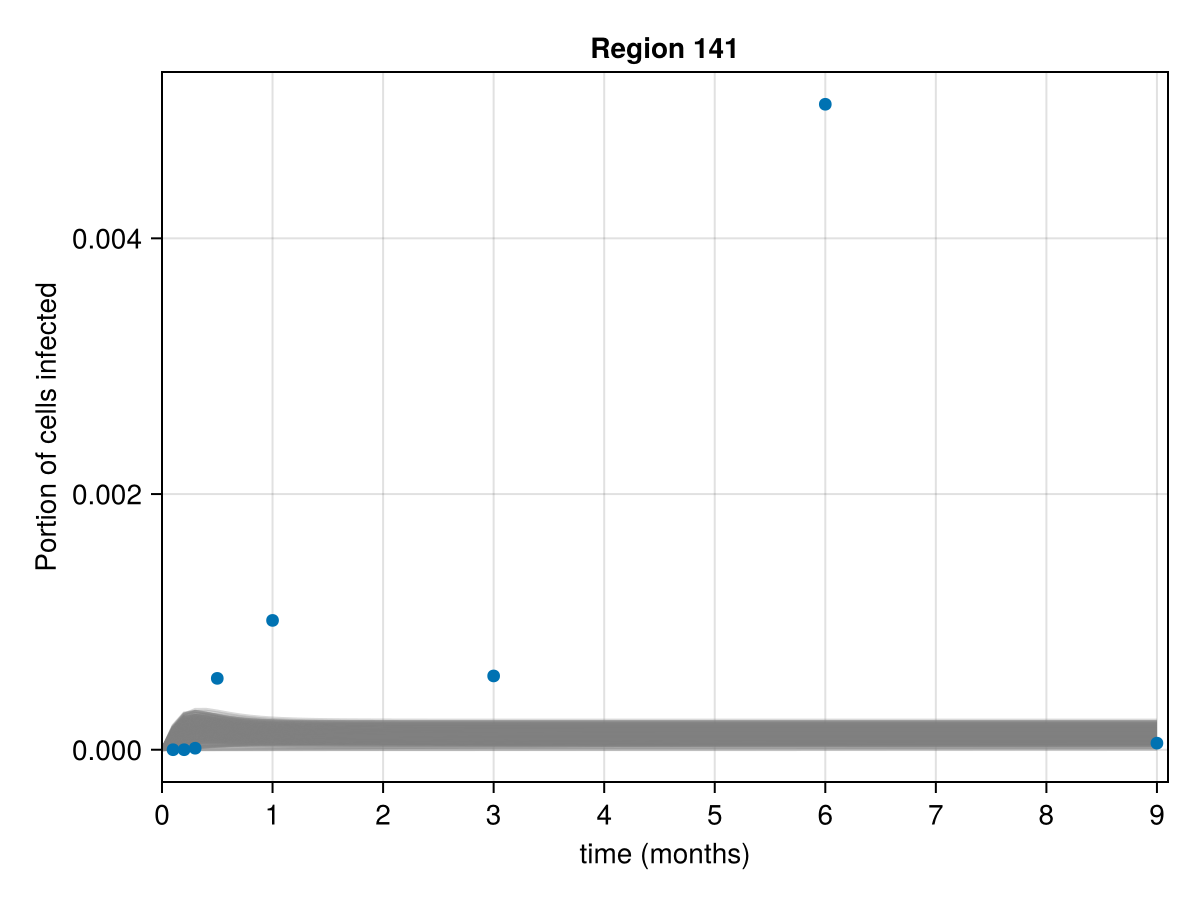 Region 141
Portion of cells infected
0.004
0.002
0.000
0 1 2 3 4 5 6 7 8 9
time (months)